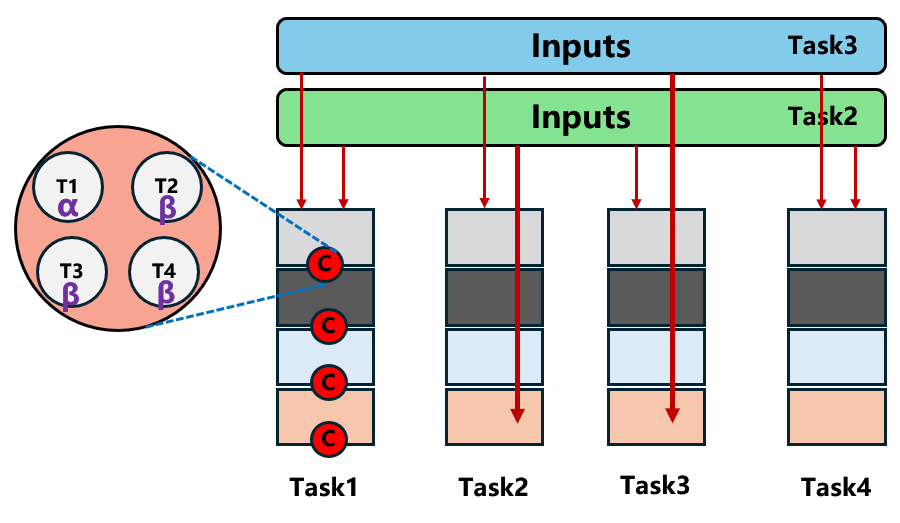 Inputs Task3
Inputs Task2
T1 T2
α β
T3 T4
β β
C
C
C
C
Task1 Task2 Task3 Task4